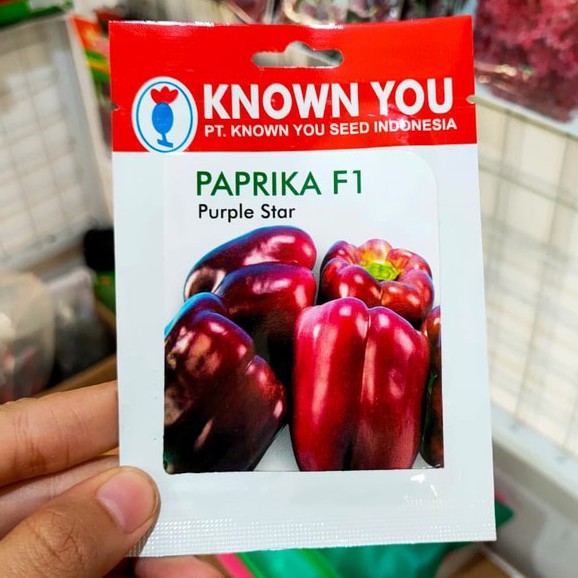 KNOWN YOU
PT. KNOWN YOU SEED INDONESIA
PAPRIKA F1
Purple Star